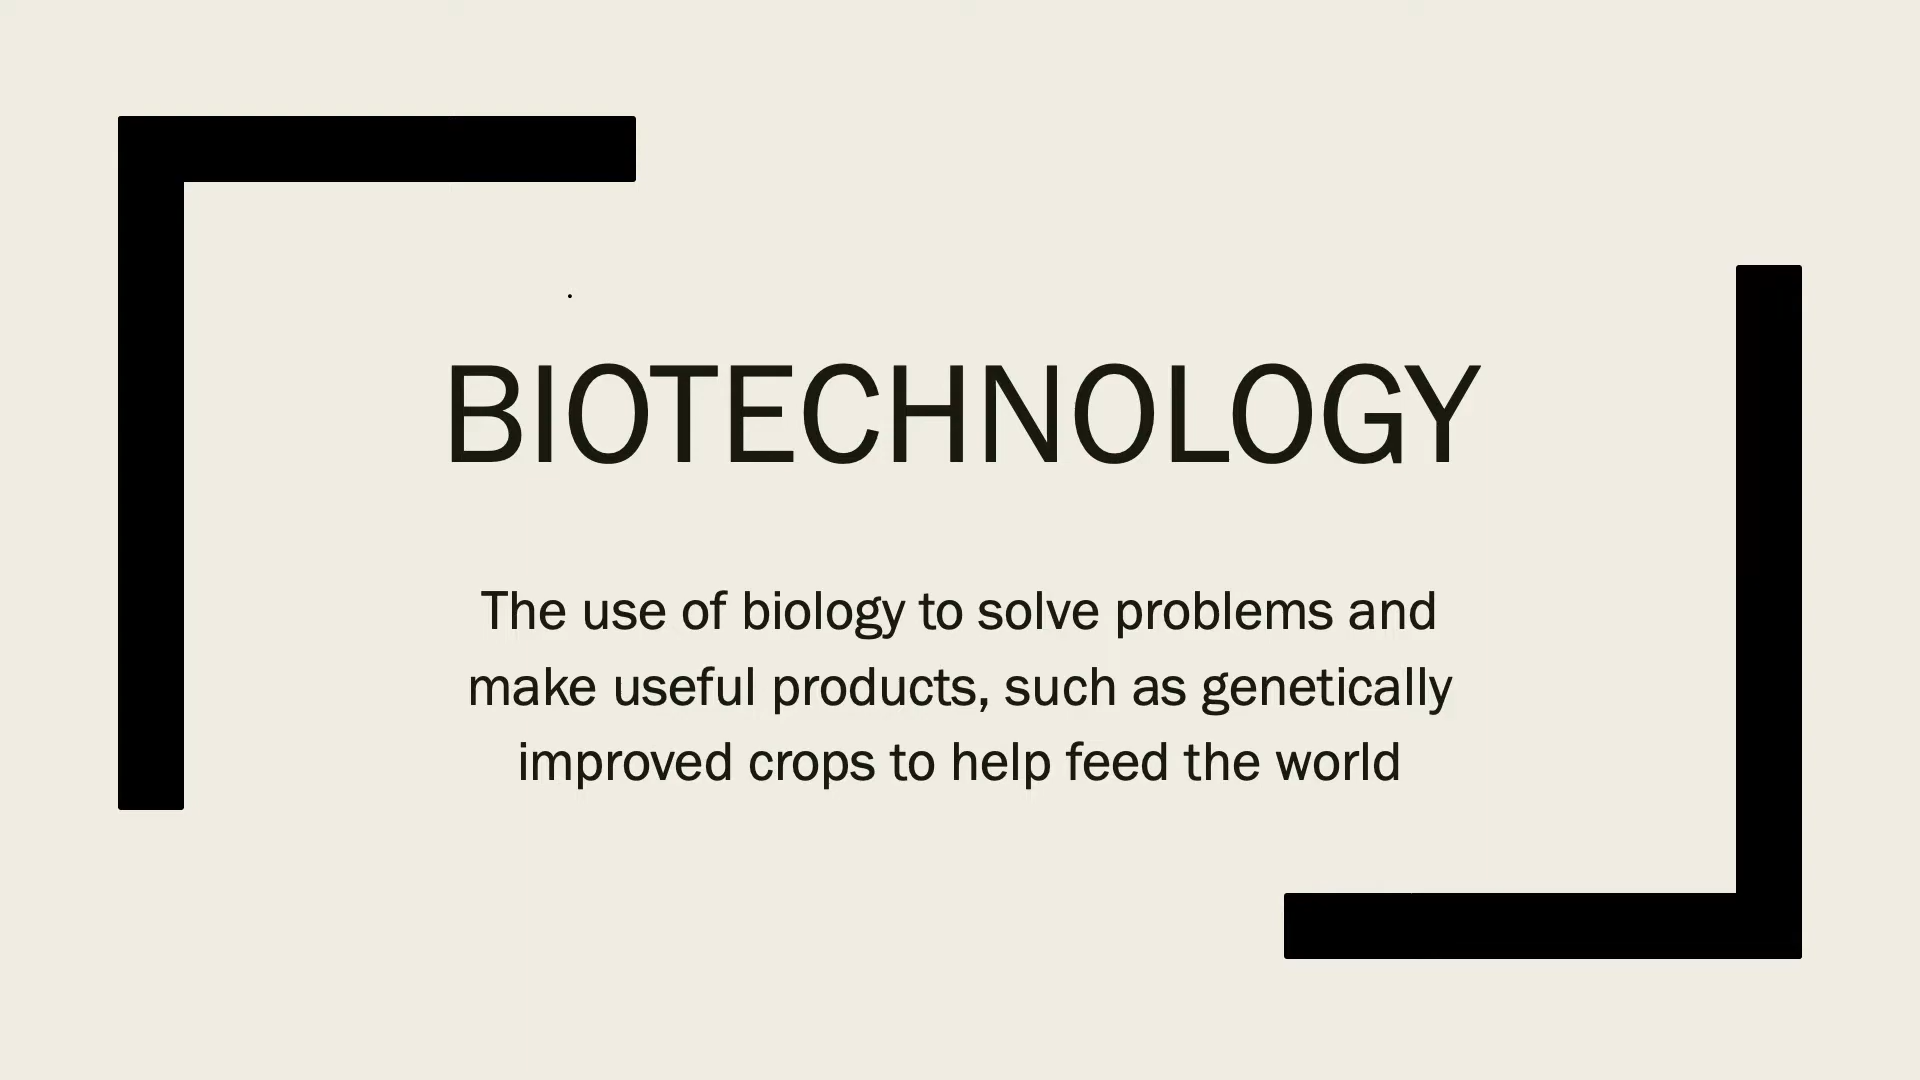 BIOTECHNOLOGY
The use of biology to solve problems and
make useful products, such as genetically
improved crops to help feed the world